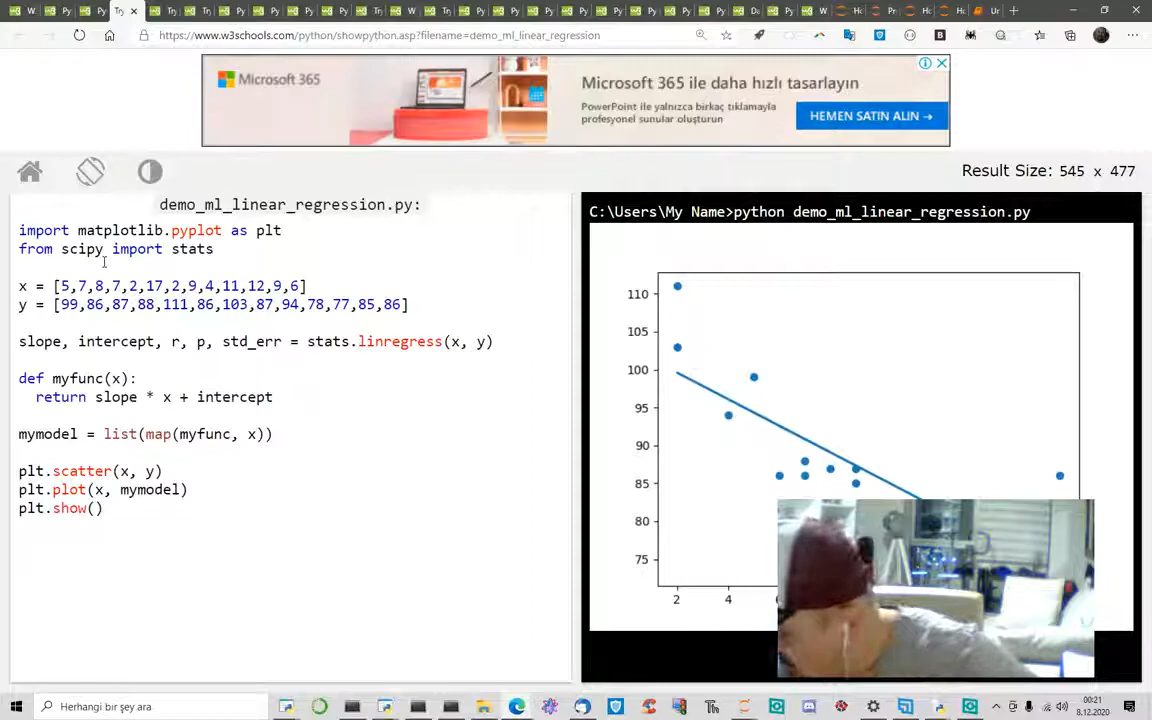 https://www.w3schools.com/python/showpython.asp?filename=demo_ml_linear_regression
Microsoft 365
Microsoft 365 ile daha hızlı tasarlayın
PowerPoint ile yalnızca birkaç tıklamayla
profesyonel sunular oluşturun
HEMEN SATIN ALIN →
Result Size: 545 x 477
demo_ml_linear_regression.py:
import matplotlib.pyplot as plt
from scipy import stats
x = [5,7,8,7,2,17,2,9,4,11,12,9,6]
y = [99,86,87,88,111,86,103,87,94,78,77,85,86]
slope, intercept, r, p, std_err = stats.linregress(x, y)
def myfunc(x):
return slope * x + intercept
mymodel = list(map(myfunc, x))
plt.scatter(x, y)
plt.plot(x, mymodel)
plt.show()
C:\Users\My Name>python demo_ml_linear_regression.py
110
105
100
95
90
85
80
75
2 4
Herhangi bir şey ara
00:21
8.12.2020